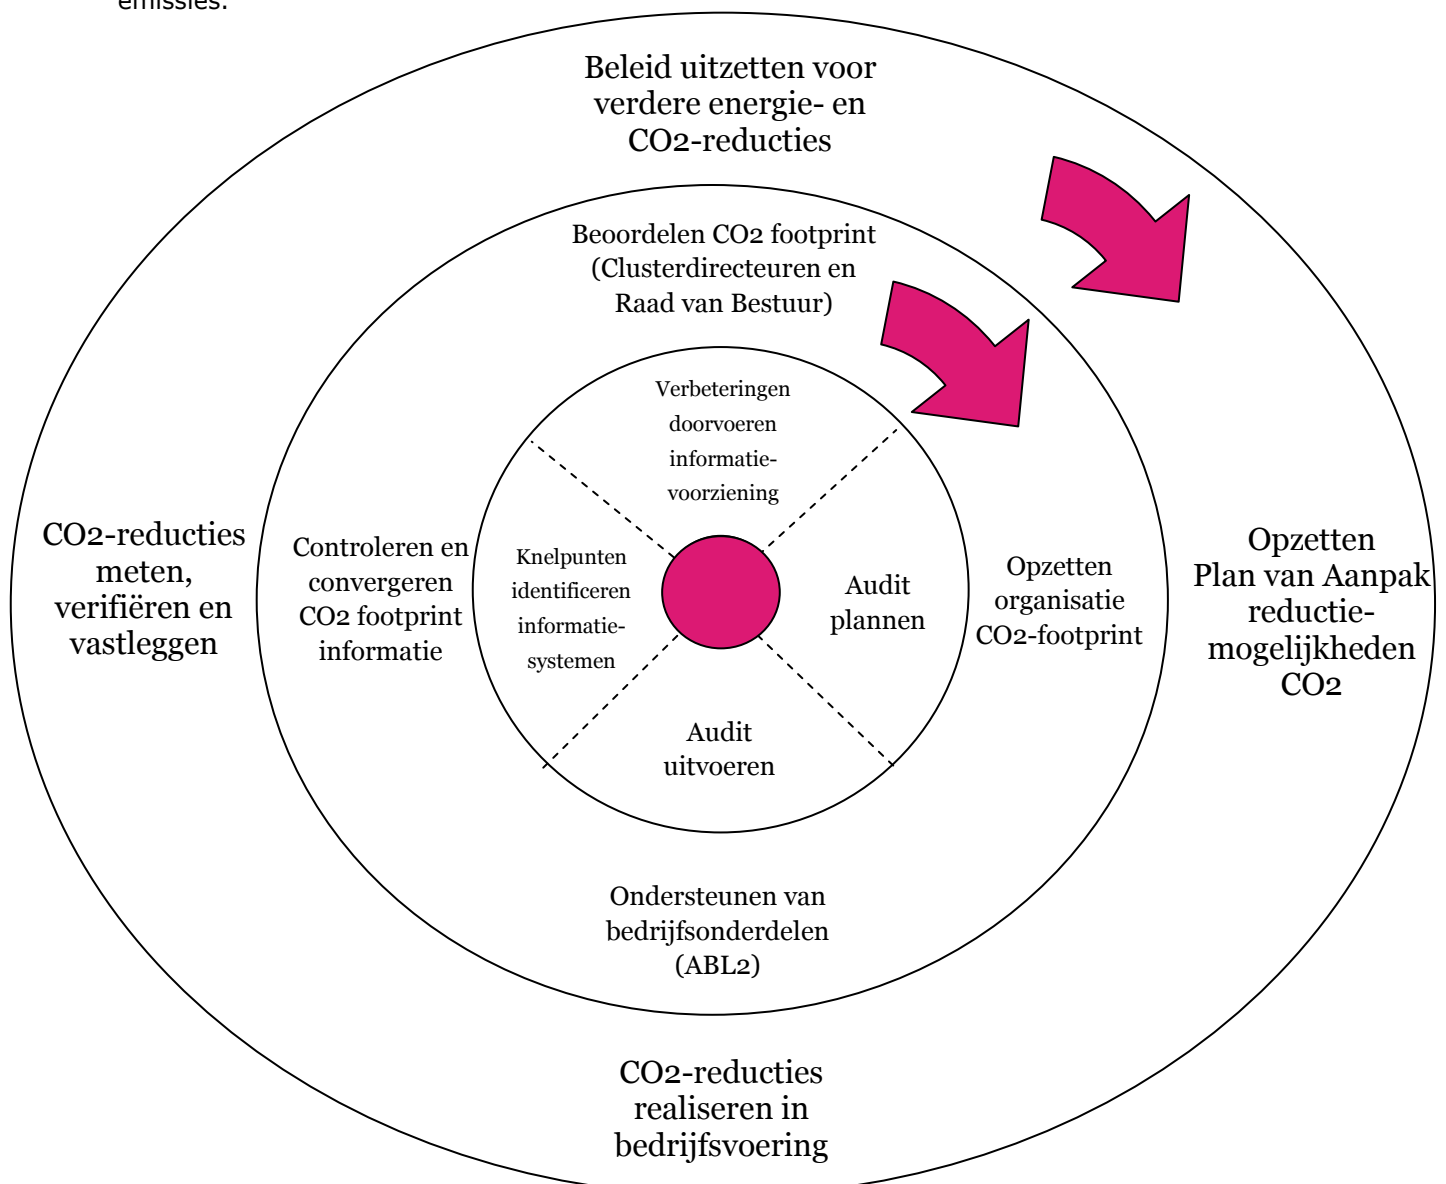 emissies.
Beleid uitzetten voor
verdere energie- en
CO2-reducties
Beoordelen CO2 footprint
(Clusterdirecteuren en
Raad van Bestuur)
Verbeteringen
doorvoeren
informatie-
voorziening
CO2-reducties
meten,
verifiëren en
vastleggen
Controleren en
convergeren
CO2 footprint
informatie
Knelpunten
identificeren
informatie-
systemen
Audit
plannen
Opzetten
organisatie
CO2-footprint
Opzetten
Plan van Aanpak
reductie-
mogelijkheden
CO2
Audit
uitvoeren
Ondersteunen van
bedrijfsonderdelen
(ABL2)
CO2-reducties
realiseren in
bedrijfsvoering